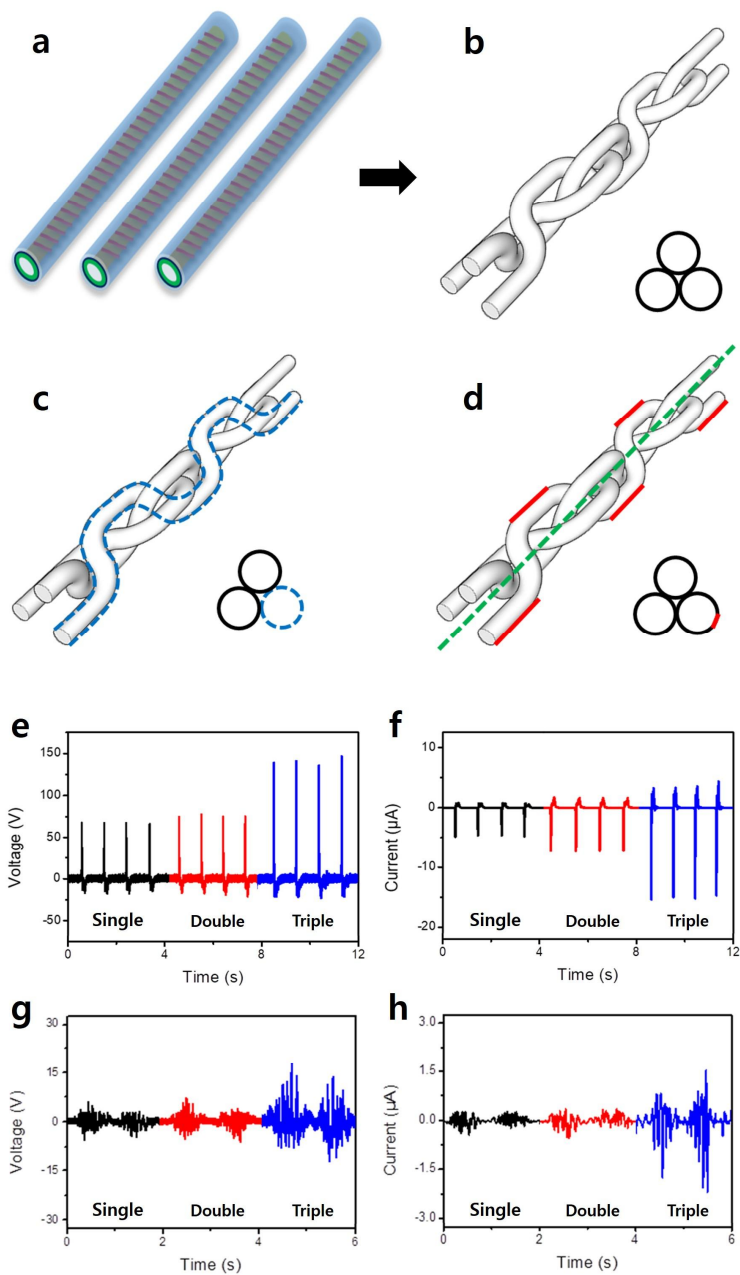 a
b
c
d
e
f
150
100
50
0
-50
Voltage (V)
Single
Double
Triple
0
4
8
12
Time (s)
10
0
-10
-20
Current (µA)
Single
Double
Triple
0
4
8
12
Time (s)
g
h
30
15
0
-15
-30
Voltage (V)
Single
Double
Triple
0
2
4
6
Time (s)
3.0
1.5
0.0
-1.5
-3.0
Current (µA)
Single
Double
Triple
0
2
4
6
Time (s)